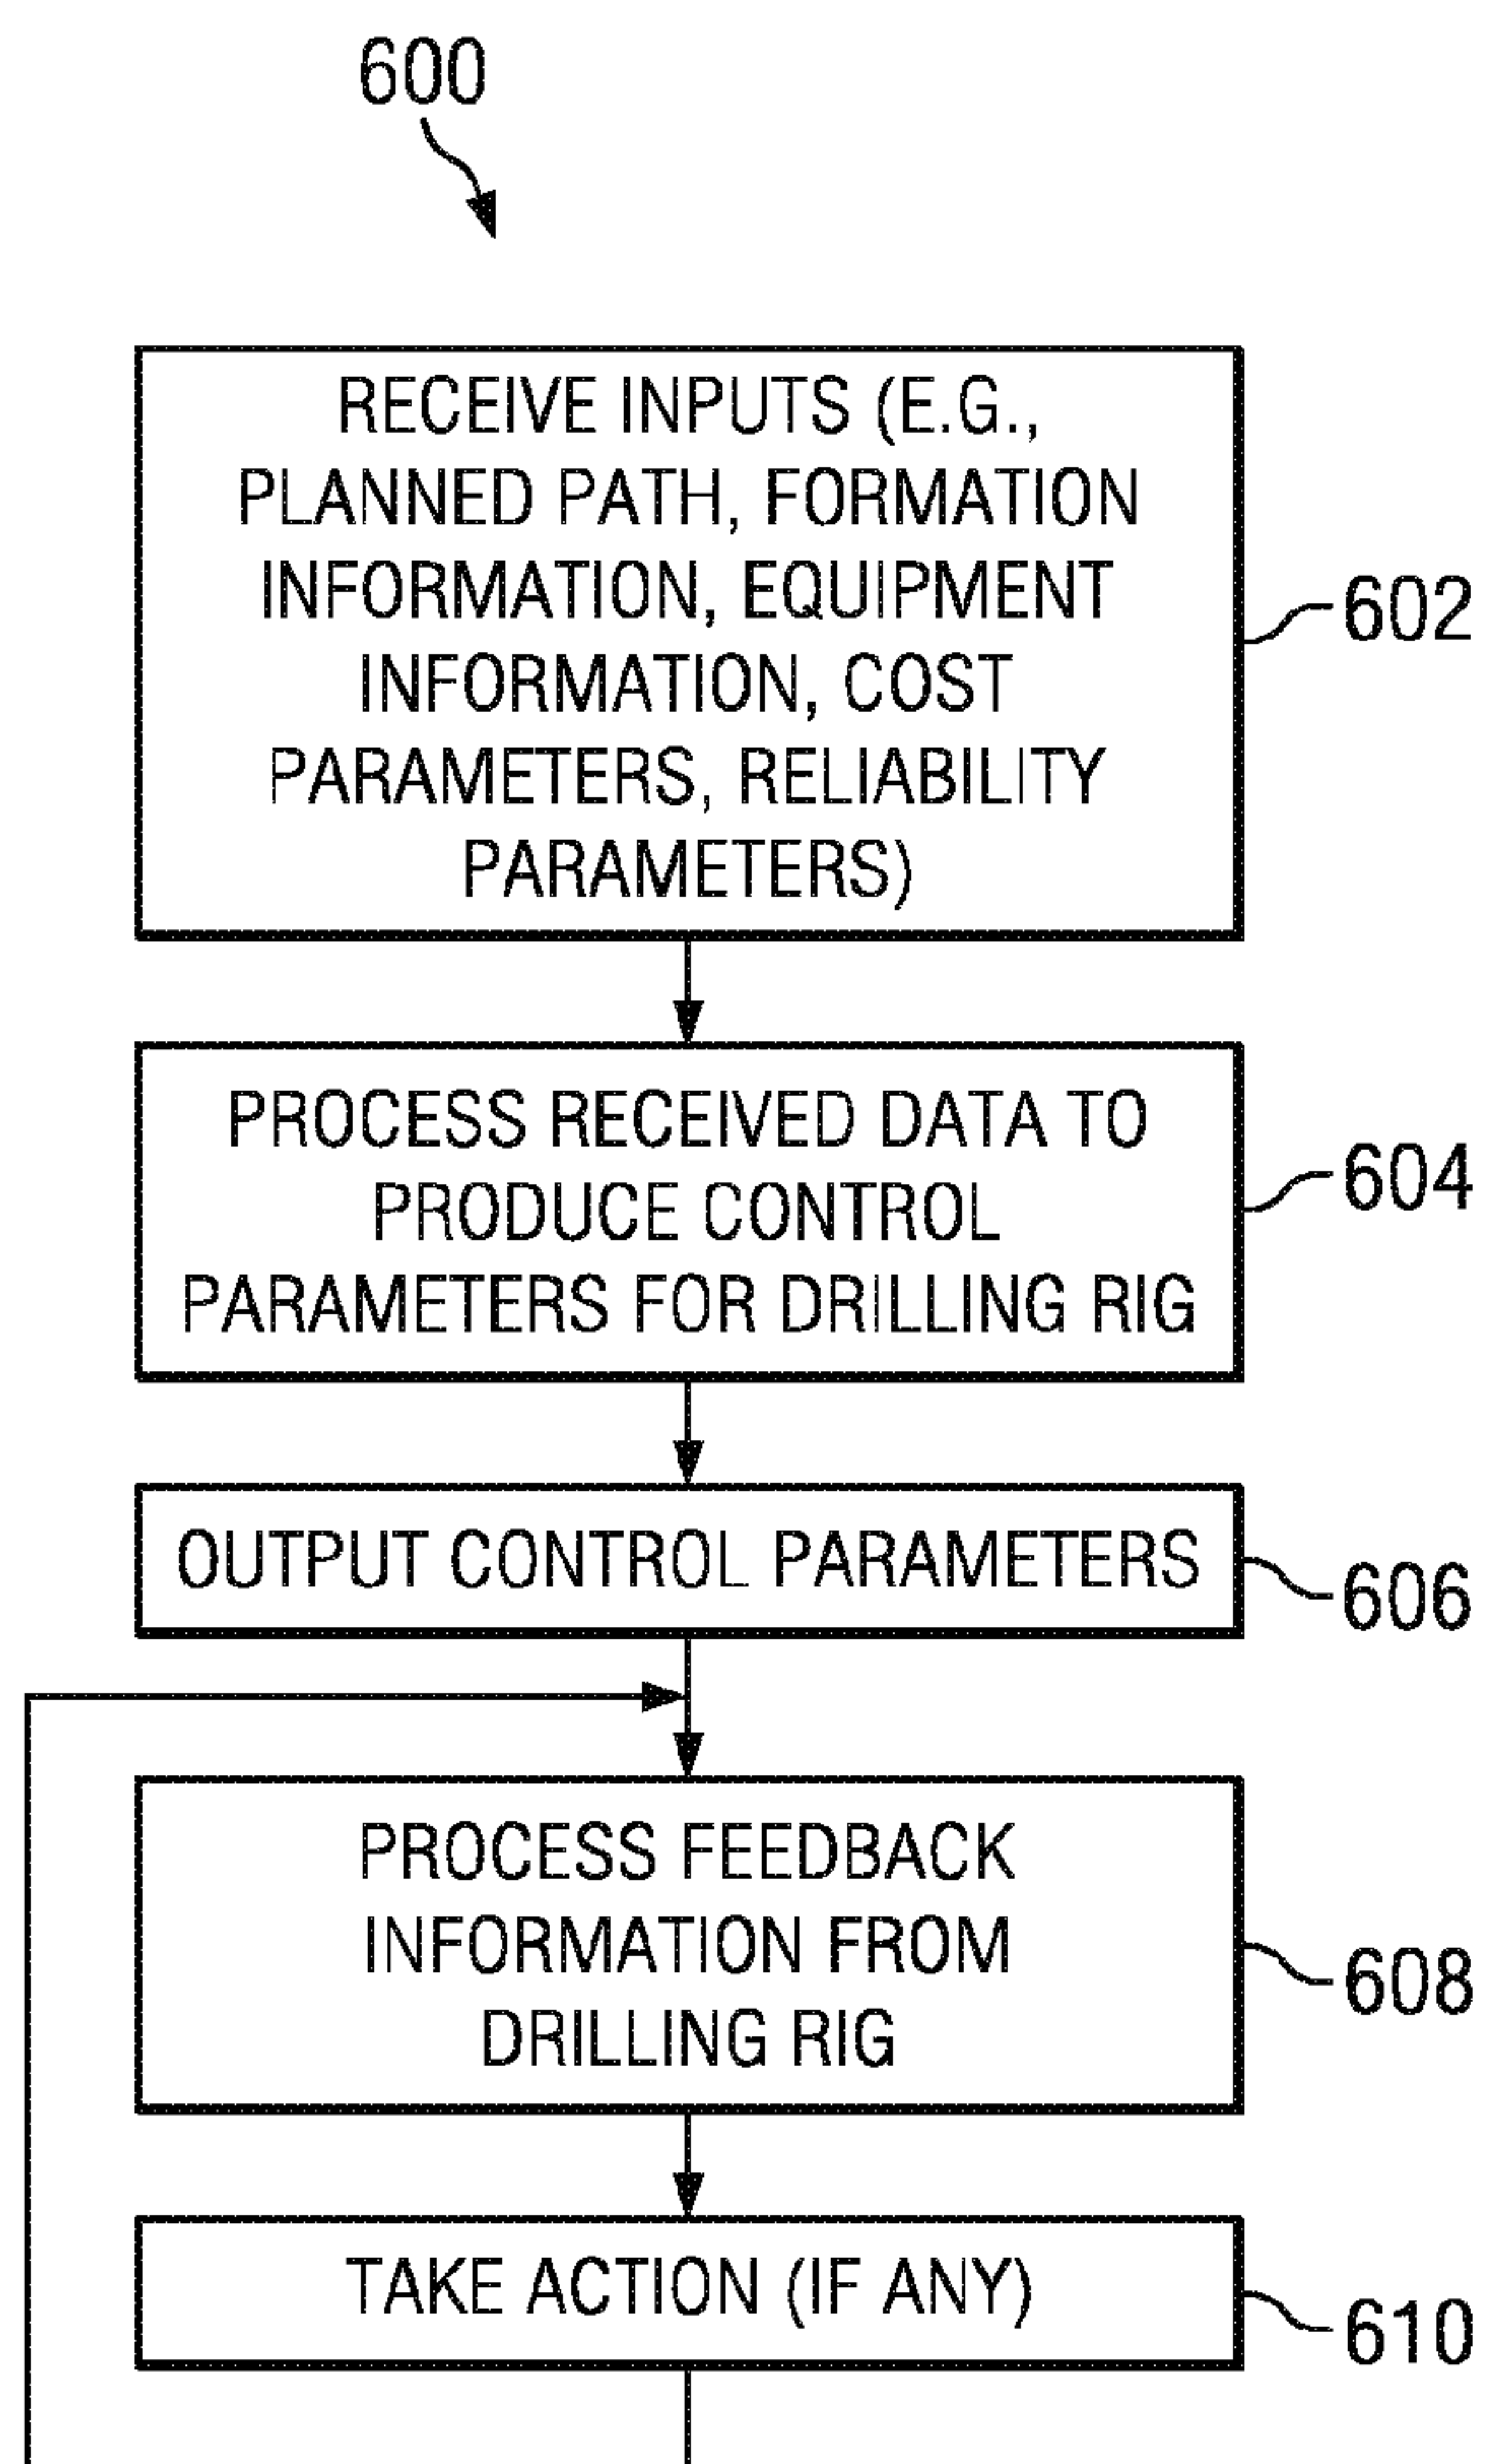 600
RECEIVE INPUTS (E.G.,
PLANNED PATH, FORMATION
INFORMATION, EQUIPMENT
INFORMATION, COST
PARAMETERS, RELIABILITY
PARAMETERS)
602
PROCESS RECEIVED DATA TO
PRODUCE CONTROL
PARAMETERS FOR DRILLING RIG
604
OUTPUT CONTROL PARAMETERS
606
PROCESS FEEDBACK
INFORMATION FROM
DRILLING RIG
608
TAKE ACTION (IF ANY)
610